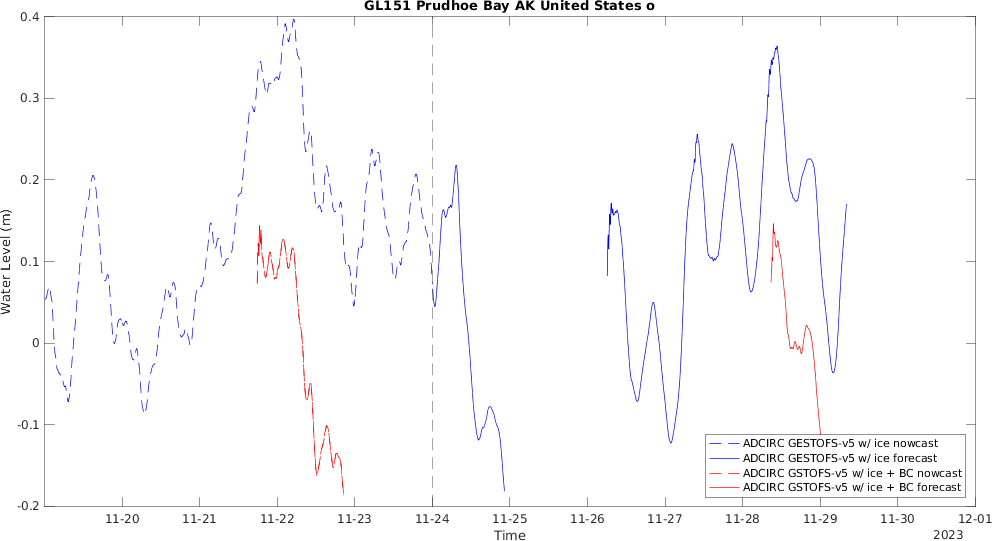 GL151 Prudhoe Bay AK United States o
0.4
0.3
0.2
0.1
0
-0.1
-0.2
Water Level (m)
11-20
11-21
11-22
11-23
11-24
11-25
11-26
11-27
11-28
11-29
11-30
12-01
Time
2023
ADCIRC GESTOFS-v5 w/ ice nowcast
ADCIRC GESTOFS-v5 w/ ice forecast
ADCIRC GSTOFS-v5 w/ ice + BC nowcast
ADCIRC GSTOFS-v5 w/ ice + BC forecast